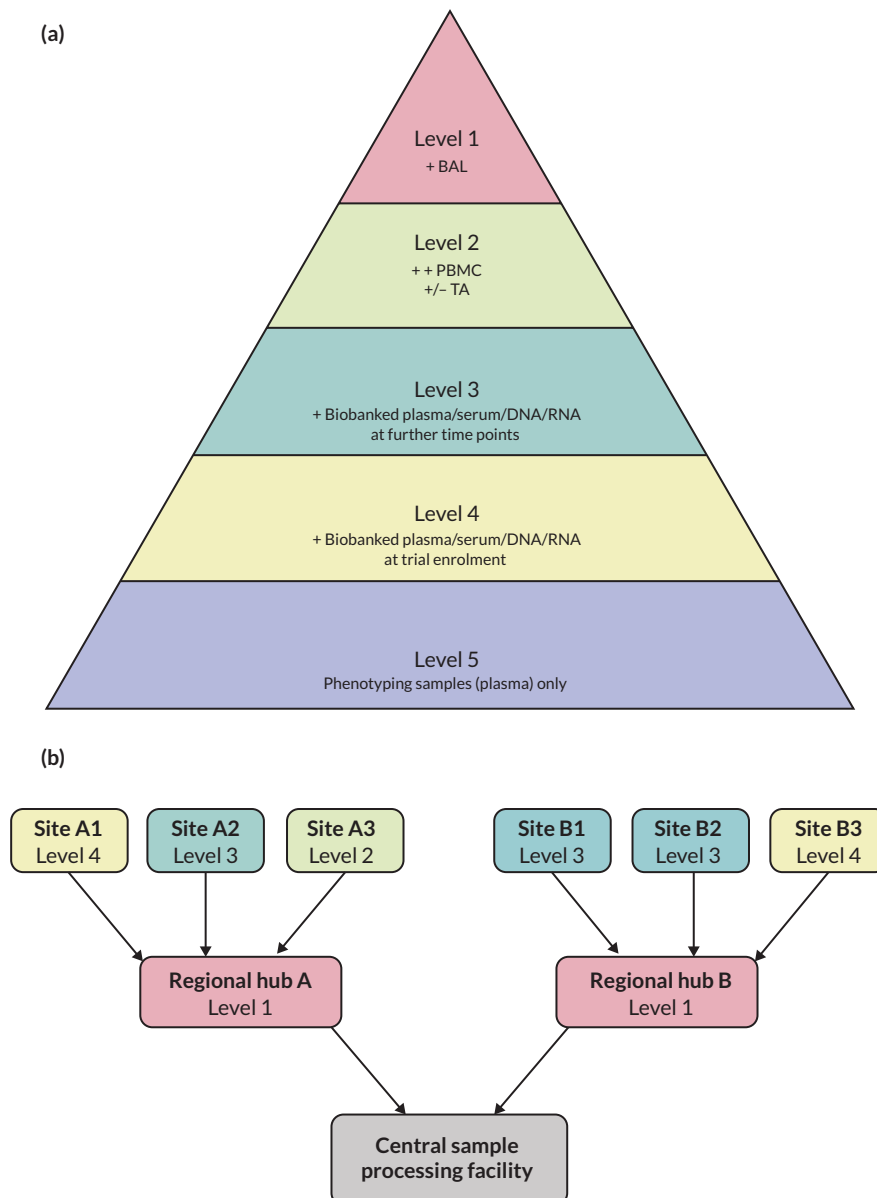 (a)
Level 1
+ BAL
Level 2
+ + PBMC
+/– TA
Level 3
+ Biobanked plasma/serum/DNA/RNA
at further time points
Level 4
+ Biobanked plasma/serum/DNA/RNA
at trial enrolment
Level 5
Phenotyping samples (plasma) only
(b)
Site A1
Level 4
Site A2
Level 3
Site A3
Level 2
Site B1
Level 3
Site B2
Level 3
Site B3
Level 4
Regional hub A
Level 1
Regional hub B
Level 1
Central sample
processing facility